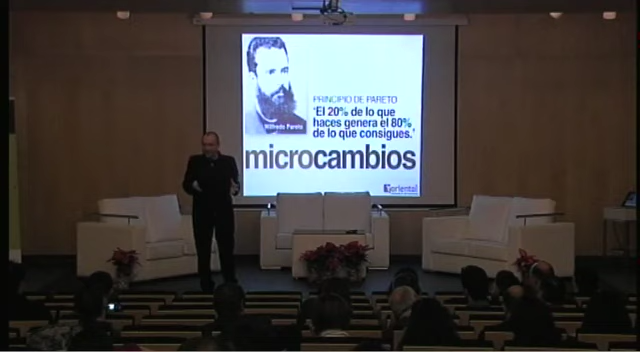 PRINCIPIO DE PARETO
'El 20% de lo que
haces genera el 80%
de lo que consigues.'
Wilfredo Pareto
microcambios
Yoriental